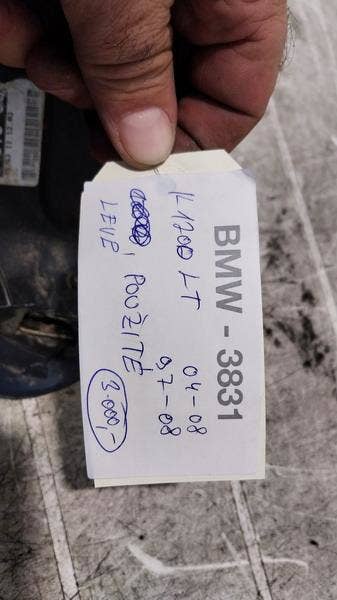 BMW - 3831
K1200 LT 04-08
97-08
LEVÉ, POUŽITÉ
3.000,-